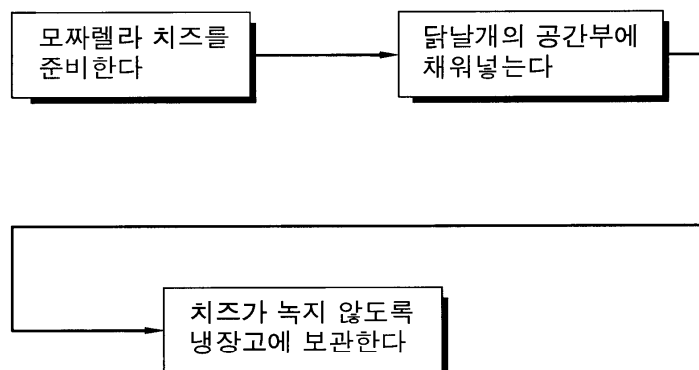 모짜렐라 치즈를
준비한다
닭날개의 공간부에
채워넣는다
치즈가 녹지 않도록
냉장고에 보관한다